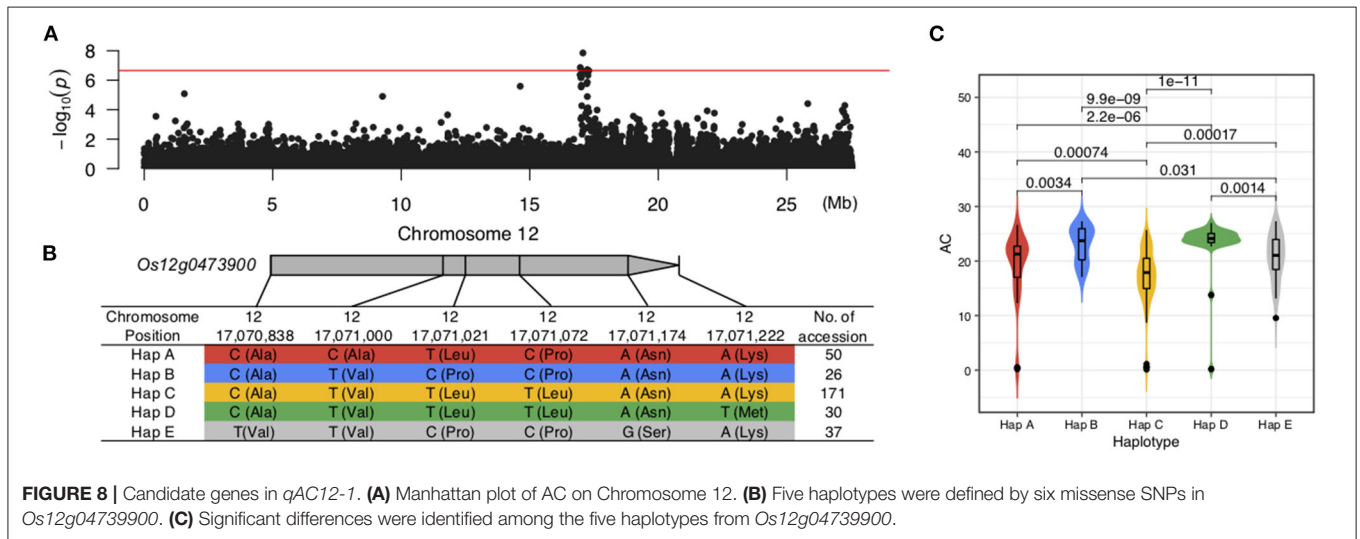 A
8
6
4
2
0
−log10(p)
0 5 10 15 20 25 (Mb)
Chromosome 12
B
Os12g0473900
Chromosome 12 12 12 12 12 12 No. of
Position 17,070,838 17,071,000 17,071,021 17,071,072 17,071,174 17,071,222 accession
Hap A C (Ala) C (Ala) T (Leu) C (Pro) A (Asn) A (Lys) 50
Hap B C (Ala) T (Val) C (Pro) C (Pro) A (Asn) A (Lys) 26
Hap C C (Ala) T (Val) T (Leu) T (Leu) A (Asn) A (Lys) 171
Hap D C (Ala) T (Val) T (Leu) T (Leu) A (Asn) T (Met) 30
Hap E T(Val) T (Val) C (Pro) C (Pro) G (Ser) A (Lys) 37
C
1e−11
9.9e−09
2.2e−06
0.00017
0.00074
0.031
0.0034
0.0014
50
40
30
20
10
0
AC
Hap A Hap B Hap C Hap D Hap E
Haplotype
FIGURE 8 | Candidate genes in qAC12-1. (A) Manhattan plot of AC on Chromosome 12. (B) Five haplotypes were defined by six missense SNPs in
Os12g04739900. (C) Significant differences were identified among the five haplotypes from Os12g04739900.